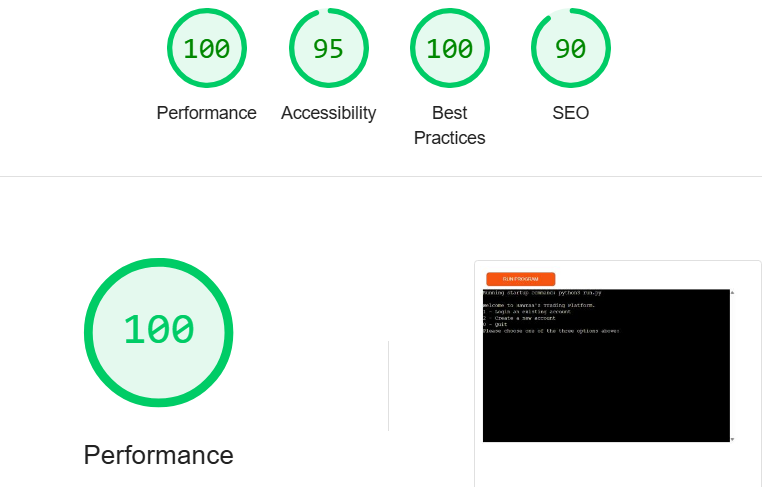 100 95 100 90
Performance Accessibility Best Practices SEO
100
Performance
RUN PROGRAM
Running startup command: python3 run.py
Welcome to Trading Platform.
1 - Login an existing account
2 - Create a new account
0 - Quit
Please choose one of the three options above: